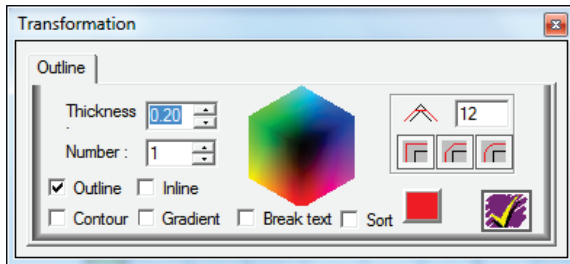 Transformation
Outline
Thickness : 0.20
12
Number : 1
Outline Inline
Contour Gradient Break text Sort